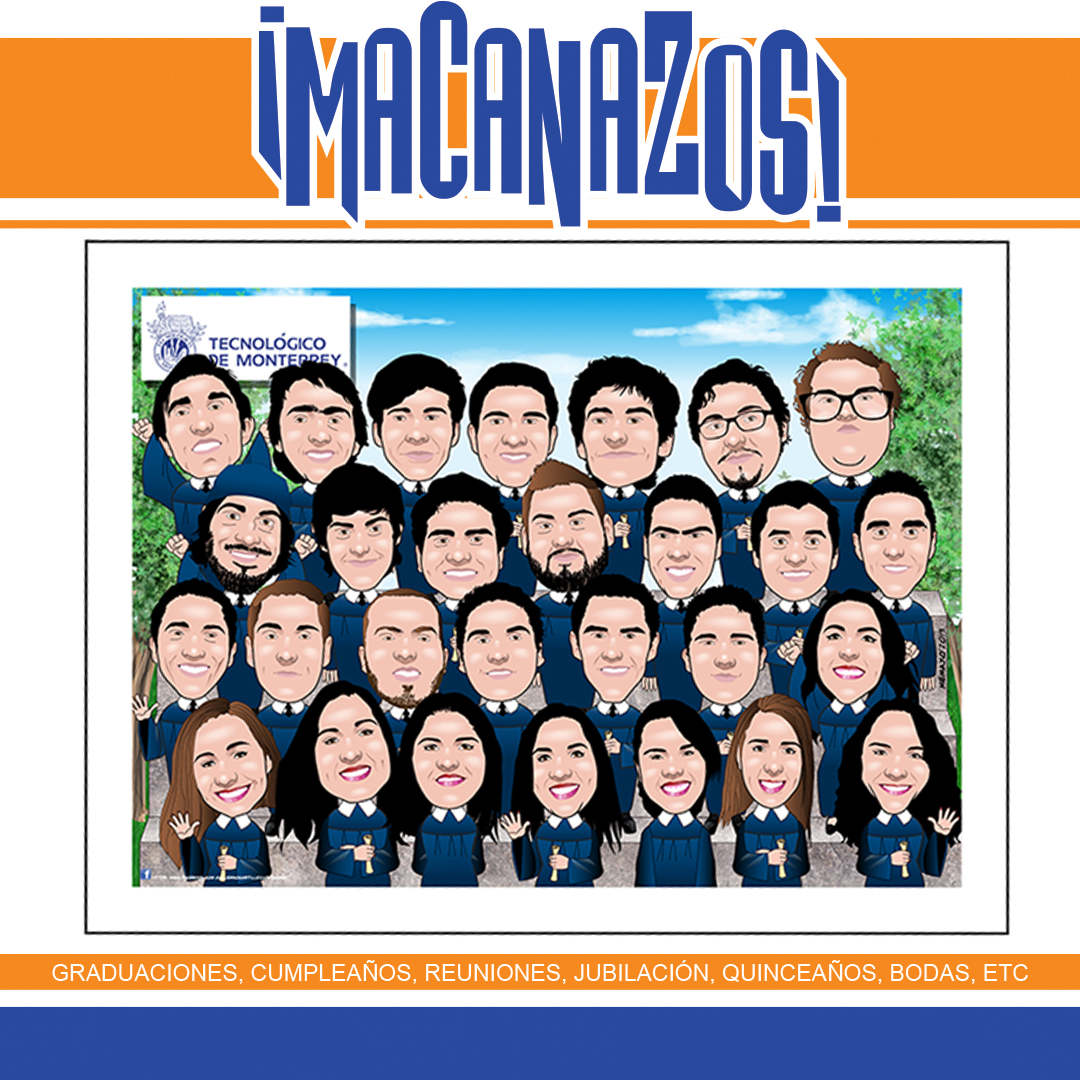 ¡MACANAZOS!
TECNOLÓGICO
DE MONTERREY®
GRADUACIONES, CUMPLEAÑOS, REUNIONES, JUBILACIÓN, QUINCEAÑOS, BODAS, ETC